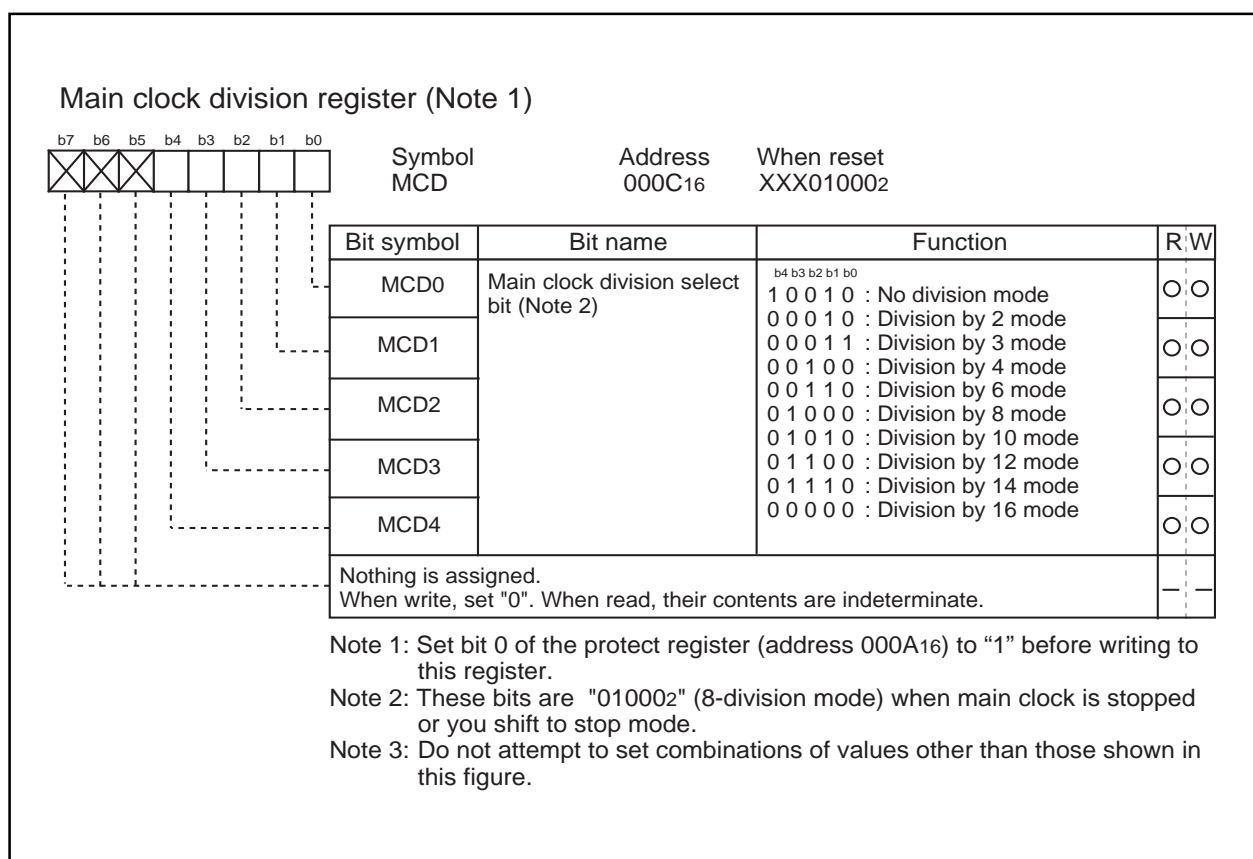 Main clock division register (Note 1)
b7 b6 b5 b4 b3 b2 b1 b0
Symbol Address When reset
MCD 000C16 XXX010002
Bit symbol Bit name Function R W
b4 b3 b2 b1 b0
MCD0 Main clock division select
bit (Note 2)
1 0 0 1 0 : No division mode
0 0 0 1 0 : Division by 2 mode
MCD1
0 0 0 1 1 : Division by 3 mode
0 0 1 0 0 : Division by 4 mode
MCD2
0 0 1 1 0 : Division by 6 mode
0 1 0 0 0 : Division by 8 mode
0 1 0 1 0 : Division by 10 mode
MCD3
0 1 1 0 0 : Division by 12 mode
0 1 1 1 0 : Division by 14 mode
MCD4
0 0 0 0 0 : Division by 16 mode
Nothing is assigned.
When write, set "0". When read, their contents are indeterminate.
Note 1: Set bit 0 of the protect register (address 000A16) to “1” before writing to
this register.
Note 2: These bits are "010002" (8-division mode) when main clock is stopped
or you shift to stop mode.
Note 3: Do not attempt to set combinations of values other than those shown in
this figure.